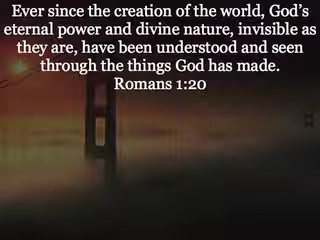 Ever since the creation of the world, God's
eternal power and divine nature, invisible as
they are, have been understood and seen
through the things God has made.
Romans 1:20